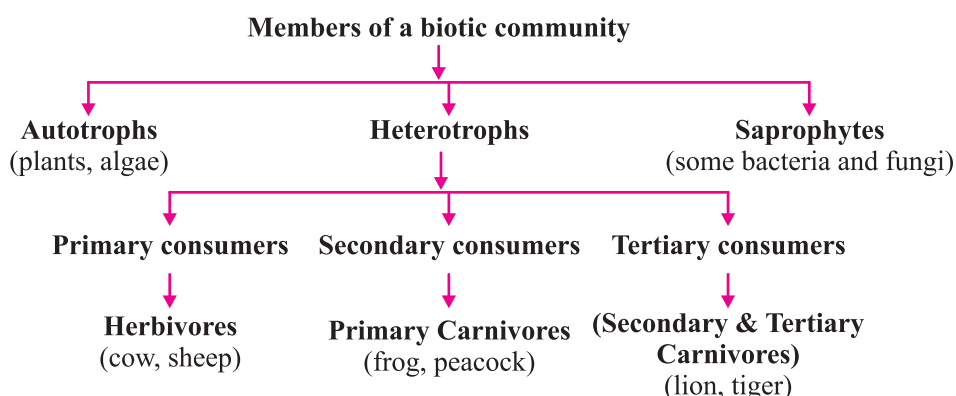 Members of a biotic community
Autotrophs
(plants, algae)
Heterotrophs
Saprophytes
(some bacteria and fungi)
Primary consumers
Secondary consumers
Tertiary consumers
Herbivores
(cow, sheep)
Primary Carnivores
(frog, peacock)
(Secondary & Tertiary
Carnivores)
(lion, tiger)